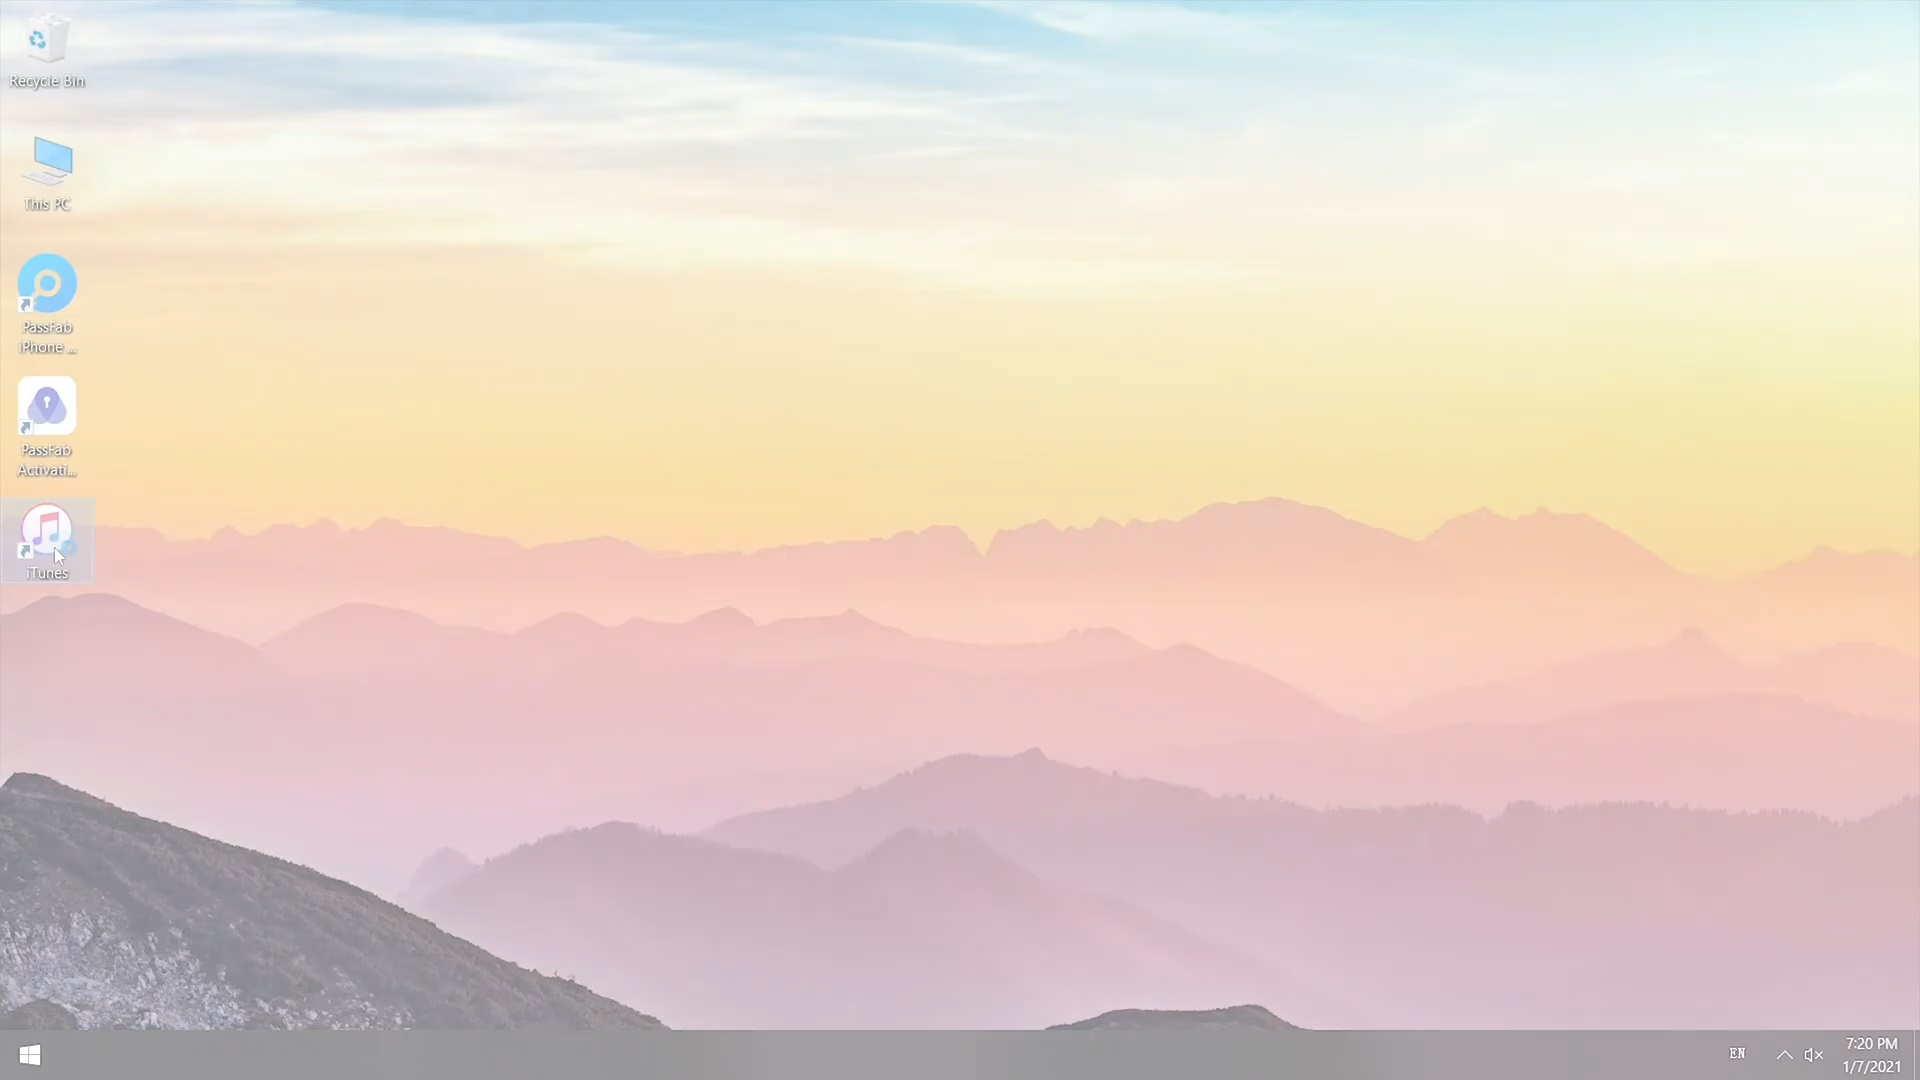 Recycle Bin
This PC
PassFab
iPhone ...
PassFab
Activati...
iTunes
EN
7:20 PM
1/7/2021